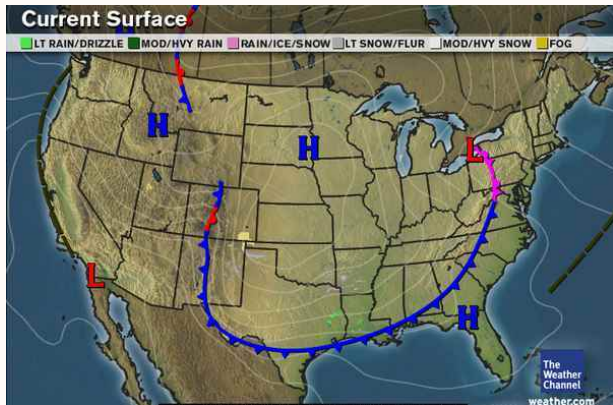 Current Surface
LT RAIN/DRIZZLE MOD/HVY RAIN RAIN/ICE/SNOW LT SNOW/FLUR MOD/HVY SNOW FOG
H
H
H
L
L
H
The
Weather
Channel
weather.com